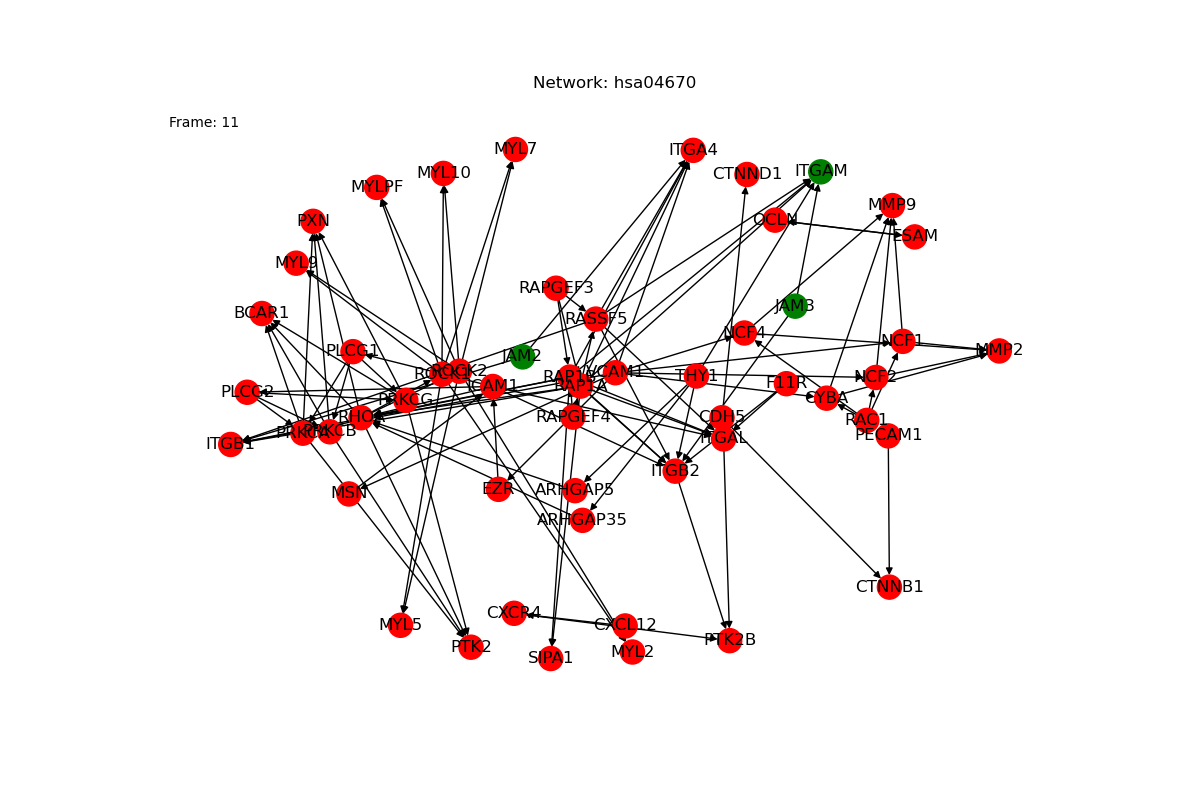 Network: hsa04670
Frame: 11
MYL7
ITGA4
MYL10
CTNND1
ITGAM
MYLPF
MMP9
PXN
OCLN
ESAM
MYL9
RAPGEF3
JAM3
BCAR1
RASSF5
NCF4
NCF1
PLCG1
JAM2
MMP2
ROCK1
ROCK2
RAP1B
RAP1A
VCAM1
THY1
F11R
NCF2
PLCG2
ICAM1
PRKCG
CYBA
RHOA
RAPGEF4
CDH5
RAC1
ITGB1
PRKCA
PRKCB
ITGAL
PECAM1
ITGB2
MSN
EZR
ARHGAP5
ARHGAP35
CTNNB1
CXCR4
MYL5
CXCL12
PTK2B
PTK2
SIPA1
MYL2